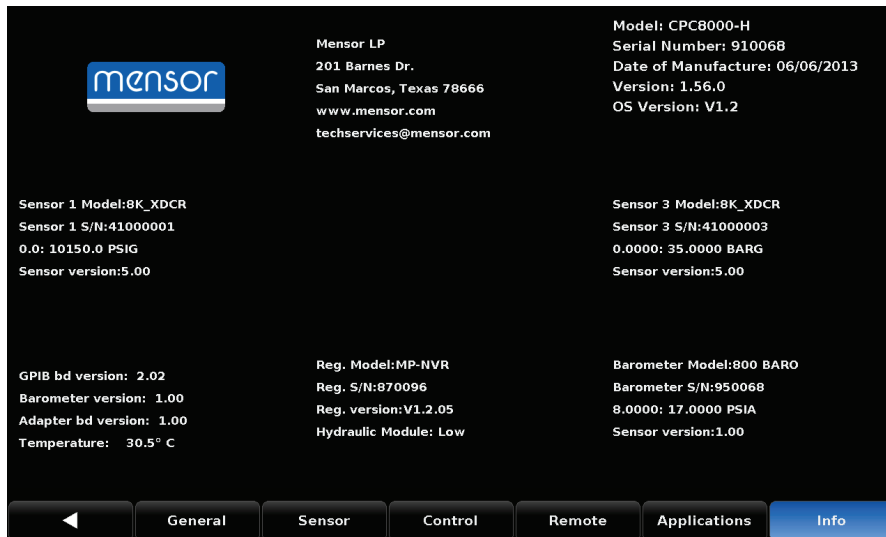 mensor
Mensor LP
201 Barnes Dr.
San Marcos, Texas 78666
www.mensor.com
techservices@mensor.com
Model: CPC8000-H
Serial Number: 910068
Date of Manufacture: 06/06/2013
Version: 1.56.0
OS Version: V1.2
Sensor 1 Model:8K_XDCR
Sensor 1 S/N:41000001
0.0: 10150.0 PSIG
Sensor version:5.00
Sensor 3 Model:8K_XDCR
Sensor 3 S/N:41000003
0.0000: 35.0000 BARG
Sensor version:5.00
GPIB bd version: 2.02
Barometer version: 1.00
Adapter bd version: 1.00
Temperature: 30.5° C
Reg. Model:MP-NVR
Reg. S/N:870096
Reg. version:V1.2.05
Hydraulic Module: Low
Barometer Model:800 BARO
Barometer S/N:950068
8.0000: 17.0000 PSIA
Sensor version:1.00
General Sensor Control Remote Applications Info